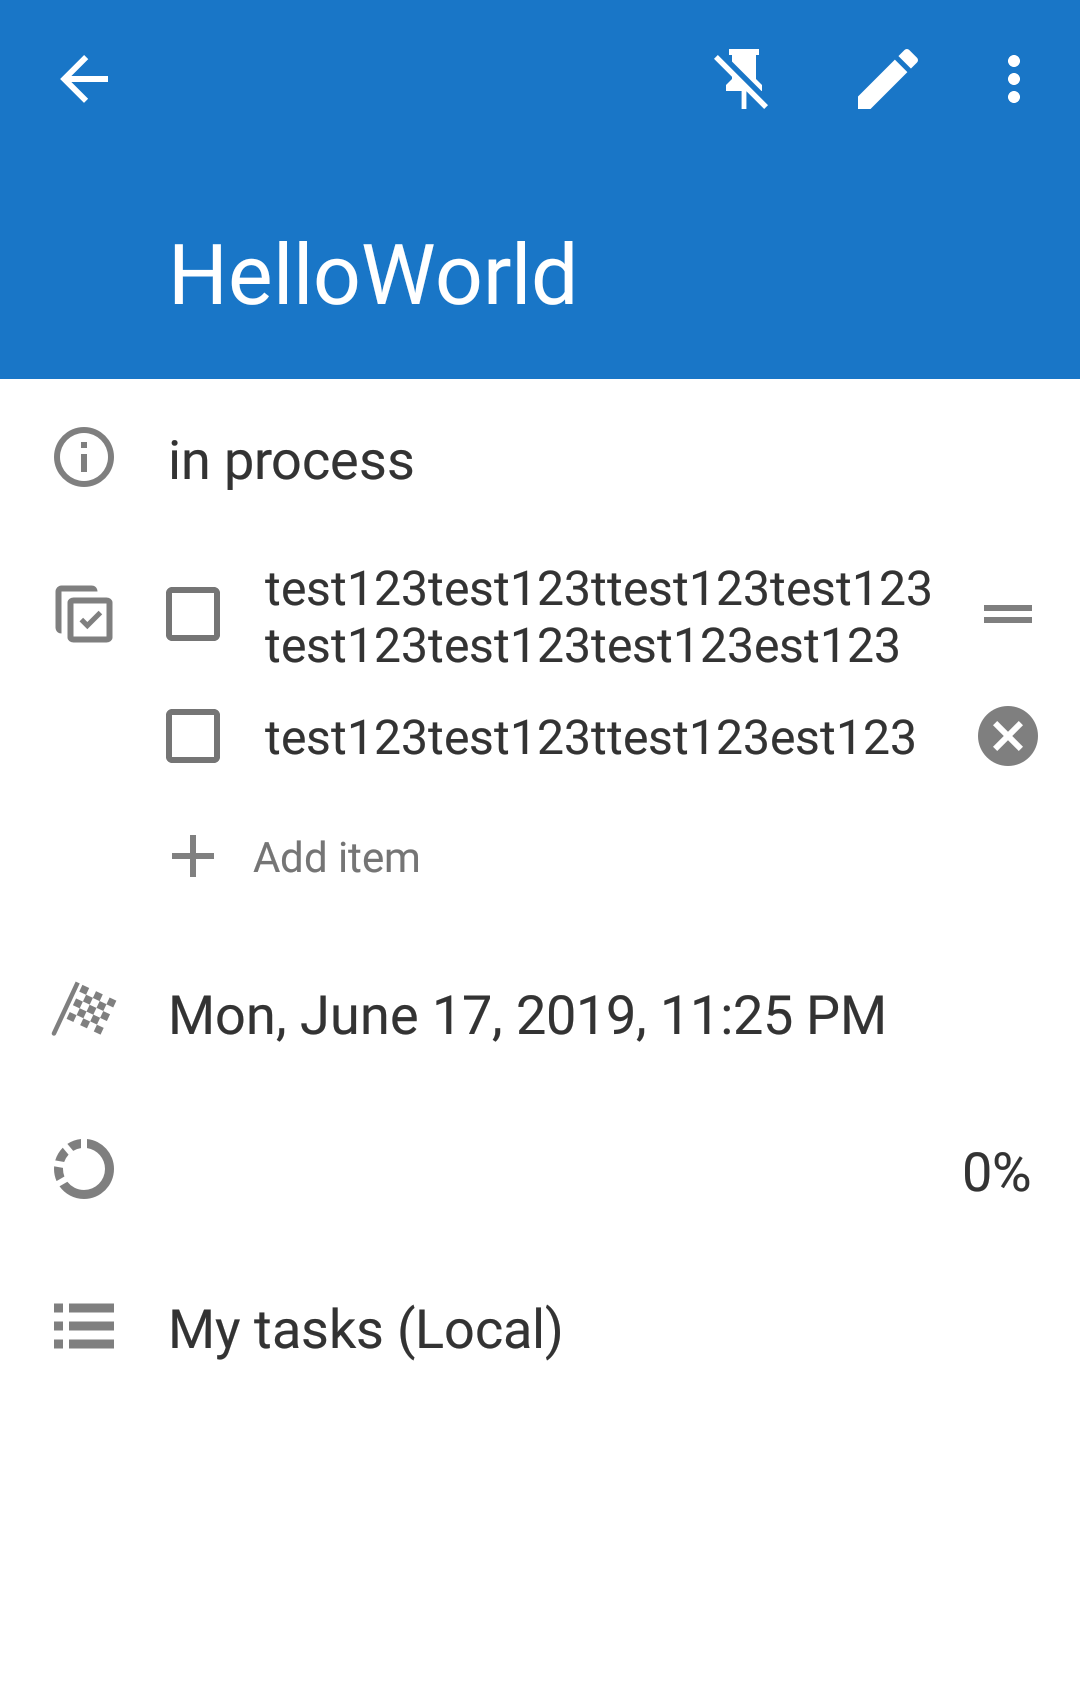 HelloWorld
in process
test123test123ttest123test123
test123test123test123est123
test123test123ttest123est123
Add item
Mon, June 17, 2019, 11:25 PM
0%
My tasks (Local)